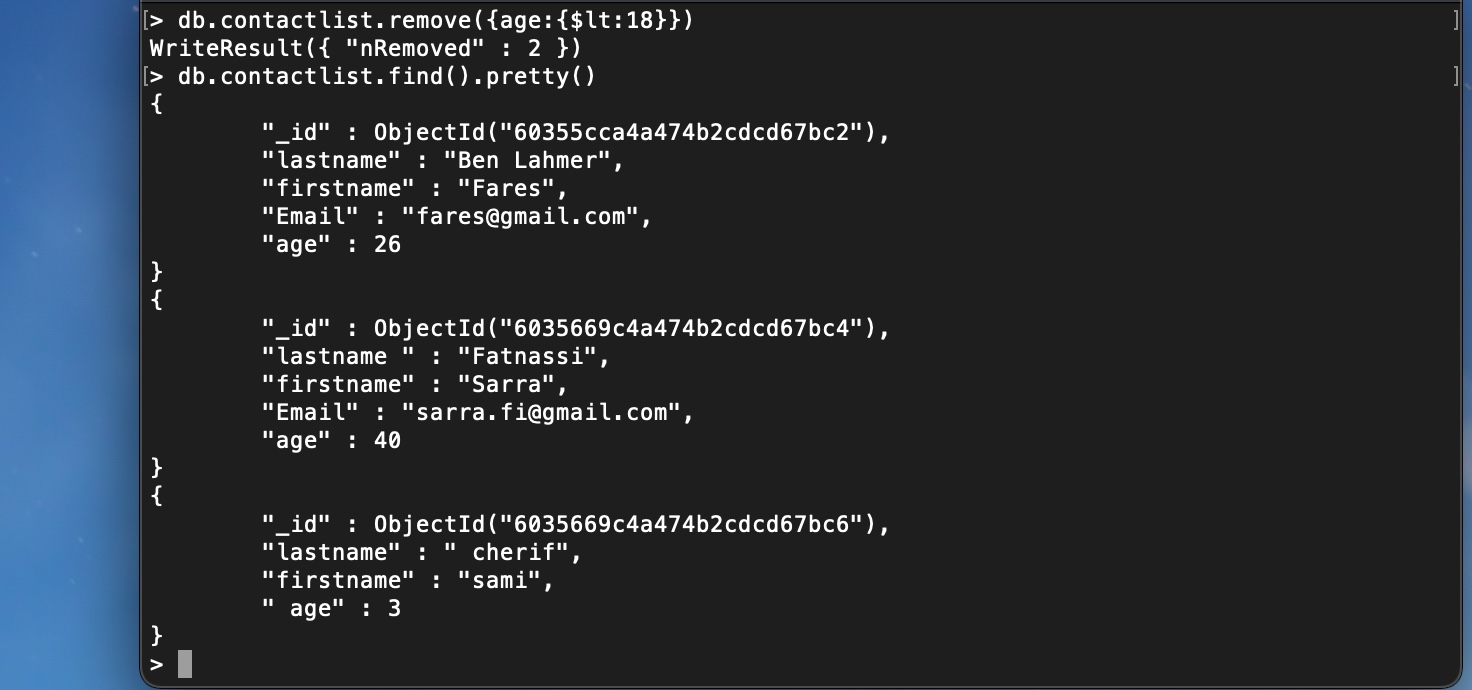 [> db.contactlist.remove({age:{$lt:18}}) ]
WriteResult({ "nRemoved" : 2 })
[> db.contactlist.find().pretty() ]
{
        "_id" : ObjectId("60355cca4a474b2cdcd67bc2"),
        "lastname" : "Ben Lahmer",
        "firstname" : "Fares",
        "Email" : "fares@gmail.com",
        "age" : 26
}
{
        "_id" : ObjectId("6035669c4a474b2cdcd67bc4"),
        "lastname " : "Fatnassi",
        "firstname" : "Sarra",
        "Email" : "sarra.fi@gmail.com",
        "age" : 40
}
{
        "_id" : ObjectId("6035669c4a474b2cdcd67bc6"),
        "lastname" : " cherif",
        "firstname" : "sami",
        " age" : 3
}
>